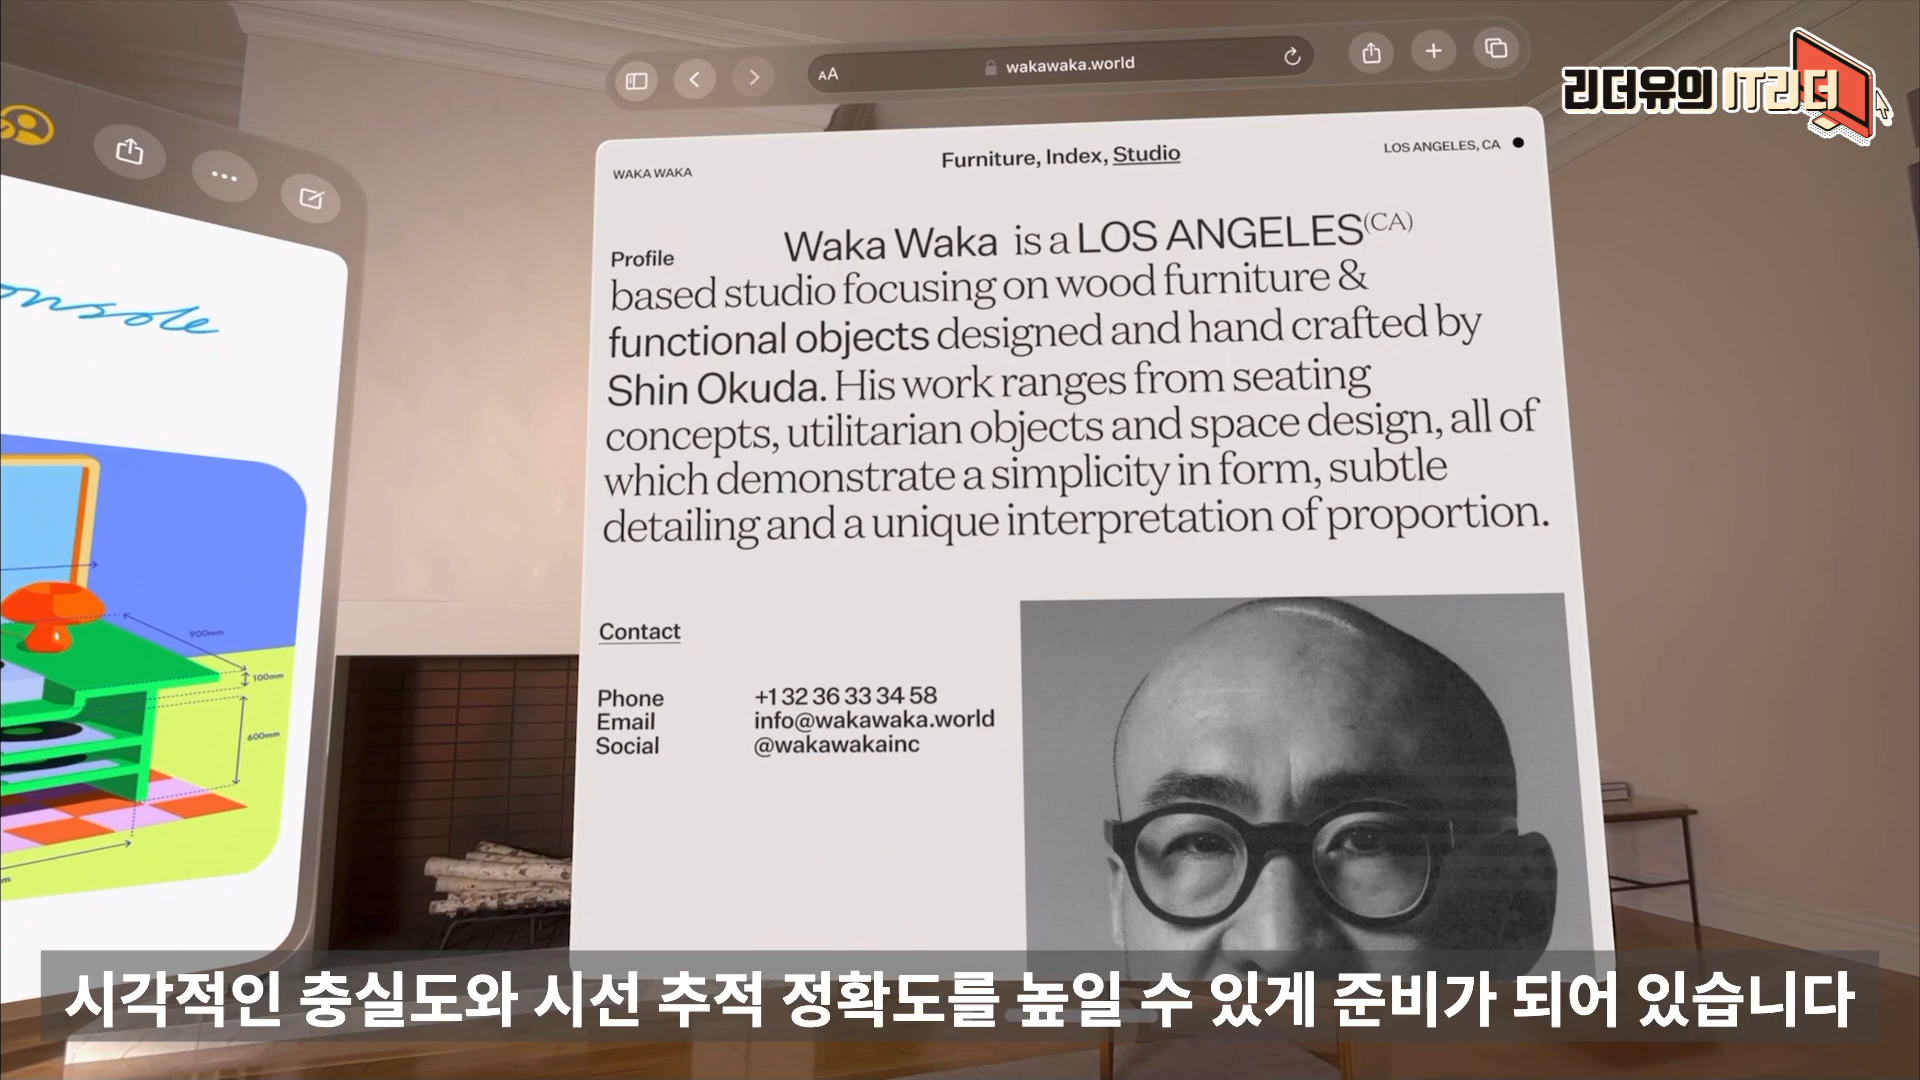 wakawaka.world
AA
리더유의 IT리더
WAKA WAKA
Furniture, Index, Studio
LOS ANGELES, CA
Profile
Waka Waka is a LOS ANGELES(CA)
based studio focusing on wood furniture &
functional objects designed and hand crafted by
Shin Okuda. His work ranges from seating
concepts, utilitarian objects and space design, all of
which demonstrate a simplicity in form, subtle
detailing and a unique interpretation of proportion.
Contact
Phone +1 32 36 33 34 58
Email info@wakawaka.world
Social @wakawakainc
900mm
100mm
600mm
시각적인 충실도와 시선 추적 정확도를 높일 수 있게 준비가 되어 있습니다